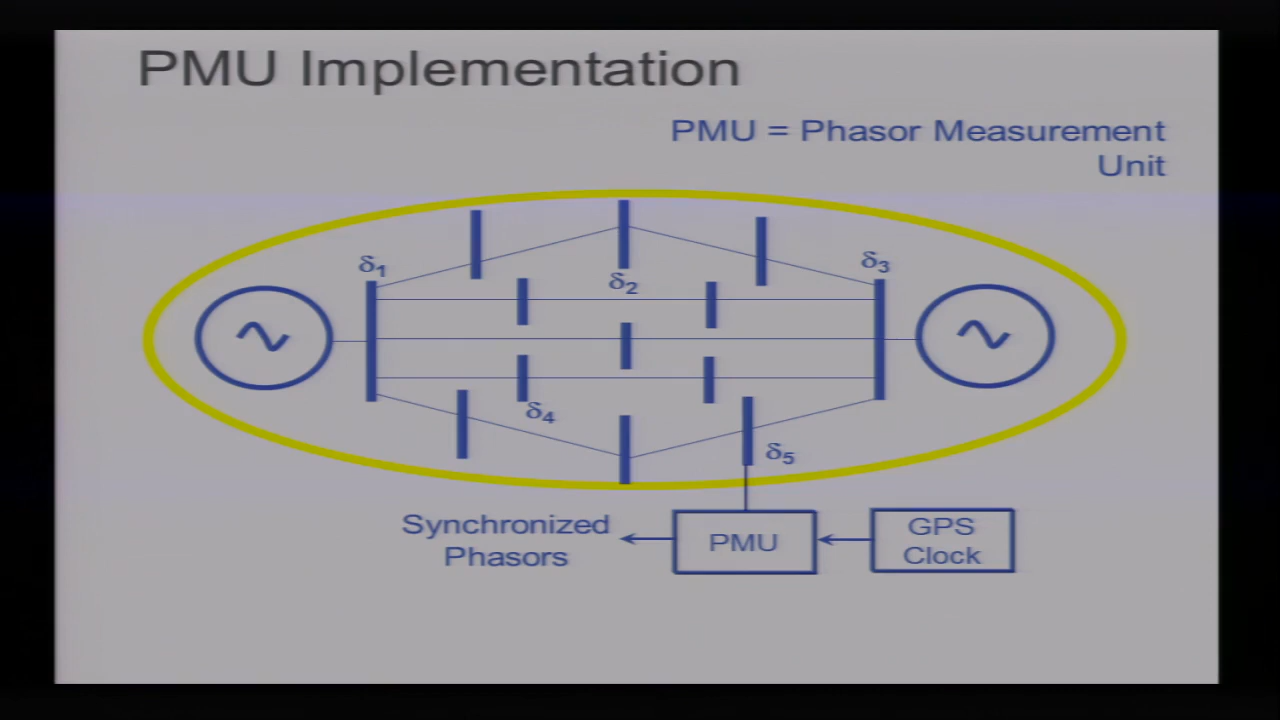 PMU Implementation
PMU = Phasor Measurement
Unit
δ1
δ2
δ3
δ4
δ5
Synchronized
Phasors
PMU
GPS
Clock